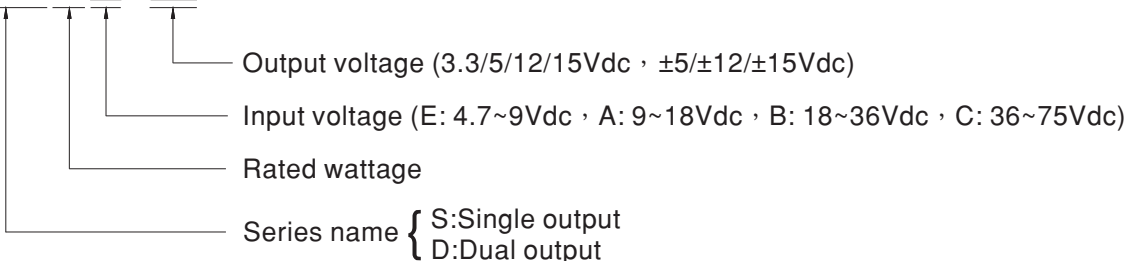 Output voltage (3.3/5/12/15Vdc，±5/±12/±15Vdc)
Input voltage (E: 4.7~9Vdc，A: 9~18Vdc，B: 18~36Vdc，C: 36~75Vdc)
Rated wattage
Series name { S:Single output
D:Dual output